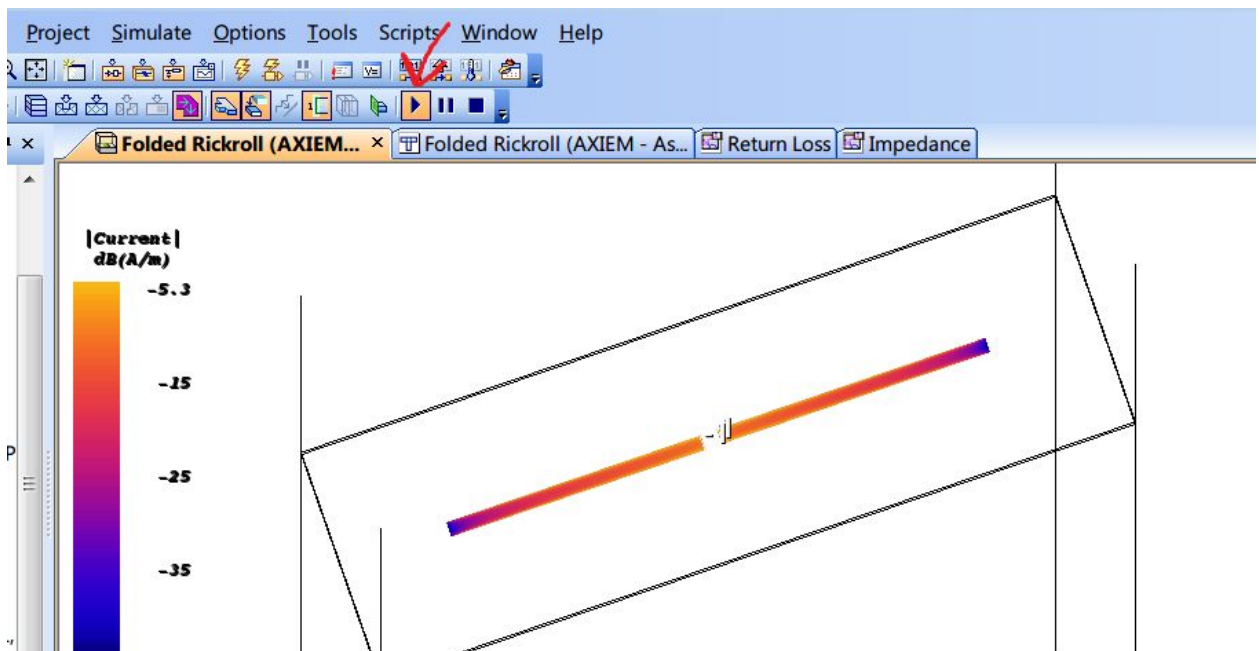 Project Simulate Options Tools Scripts Window Help
Folded Rickroll (AXIEM... × Folded Rickroll (AXIEM - As... Return Loss Impedance
|Current|
dB(A/m)
-5.3
-15
-25
-35
P